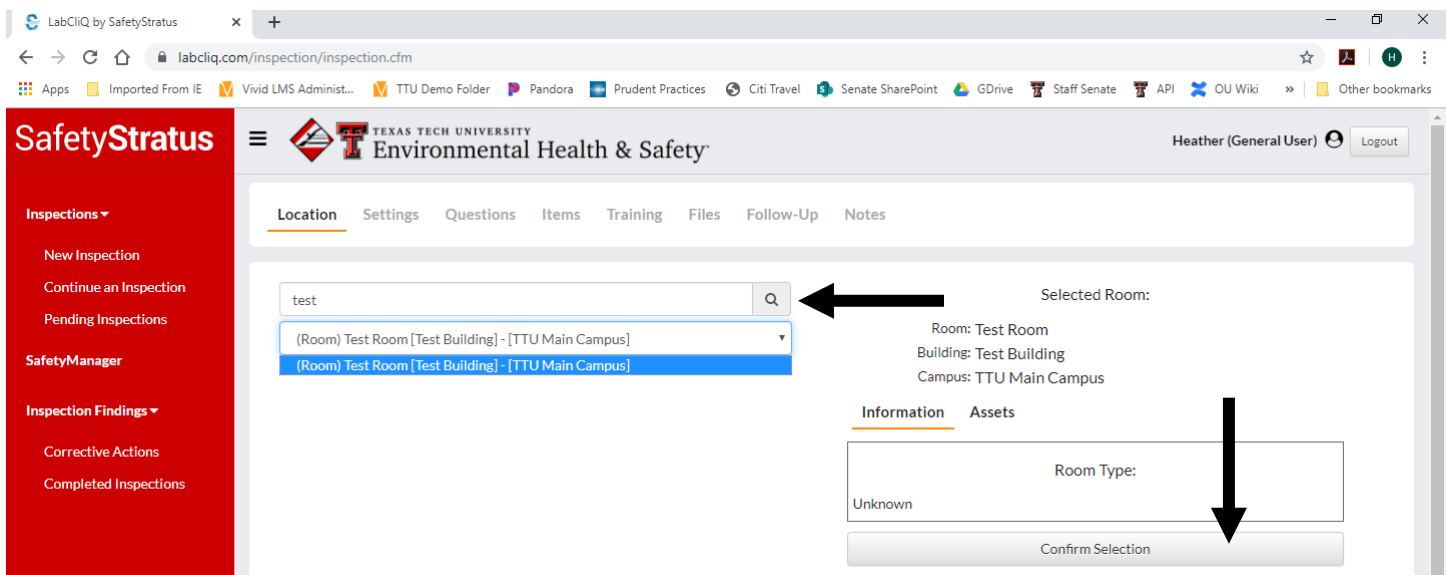 LabCliQ by SafetyStratus
labcliq.com/inspection/inspection.cfm
H
Apps Imported From IE Vivid LMS Administ... TTU Demo Folder Pandora Prudent Practices Citi Travel Senate SharePoint GDrive Staff Senate API OU Wiki » Other bookmarks
SafetyStratus
TEXAS TECH UNIVERSITY
Environmental Health & Safety
Heather (General User) Logout
Inspections
New Inspection
Continue an Inspection
Pending Inspections
SafetyManager
Inspection Findings
Corrective Actions
Completed Inspections
Location Settings Questions Items Training Files Follow-Up Notes
test
(Room) Test Room [Test Building] - [TTU Main Campus]
(Room) Test Room [Test Building] - [TTU Main Campus]
Selected Room:
Room: Test Room
Building: Test Building
Campus: TTU Main Campus
Information Assets
Room Type:
Unknown
Confirm Selection